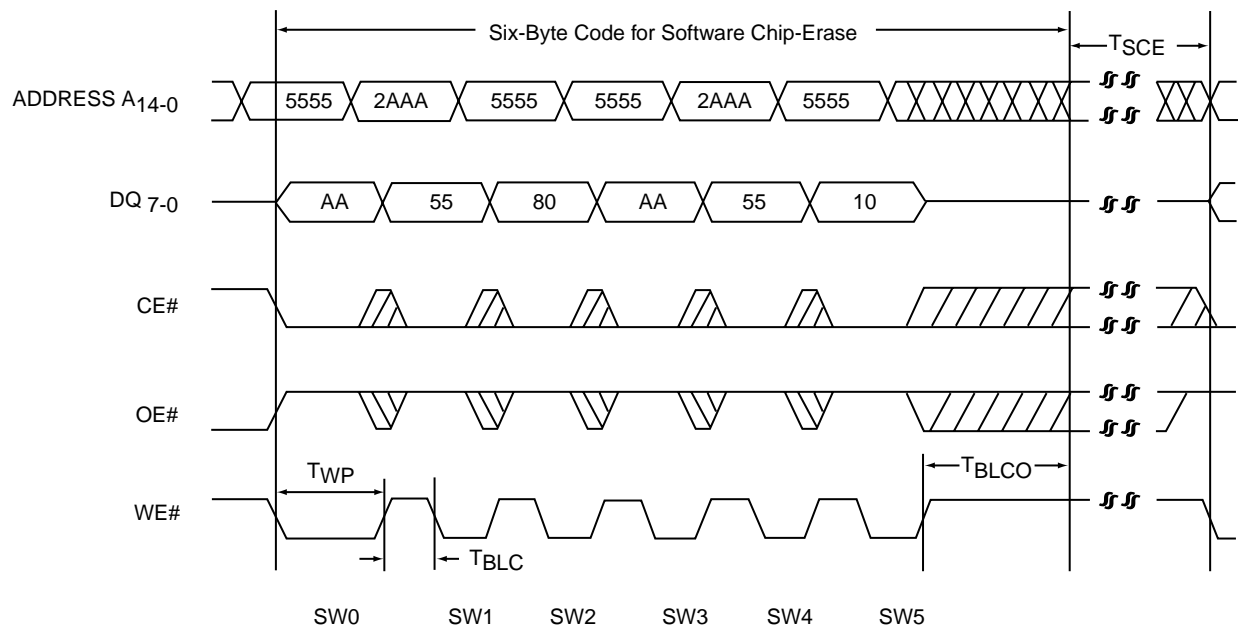 Six-Byte Code for Software Chip-Erase
TSCE
ADDRESS A14-0
5555 2AAA 5555 5555 2AAA 5555
DQ 7-0
AA 55 80 AA 55 10
CE#
OE#
TWP
TBLCO
WE#
TBLC
SW0 SW1 SW2 SW3 SW4 SW5